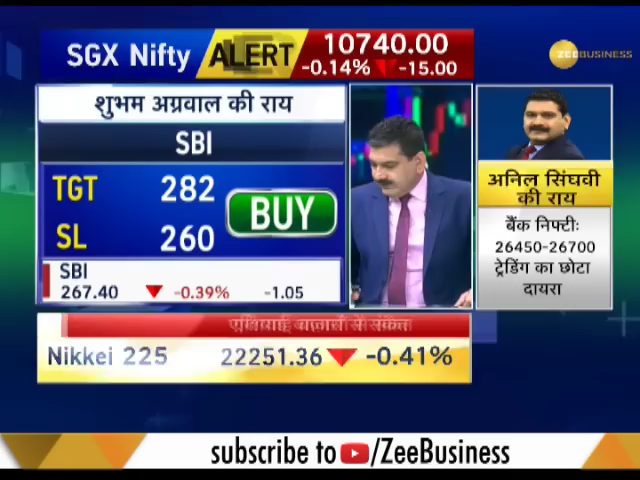 SGX Nifty
ALERT
10740.00
-0.14% -15.00
ZEEBUSINESS
शुभम अग्रवाल की राय
SBI
TGT 282
BUY
SL 260
SBI
267.40 -0.39% -1.05
अनिल सिंघवी
की राय
बैंक निफ्टी:
26450-26700
ट्रेडिंग का छोटा
दायरा
Nikkei 225 22251.36 -0.41%
subscribe to /ZeeBusiness